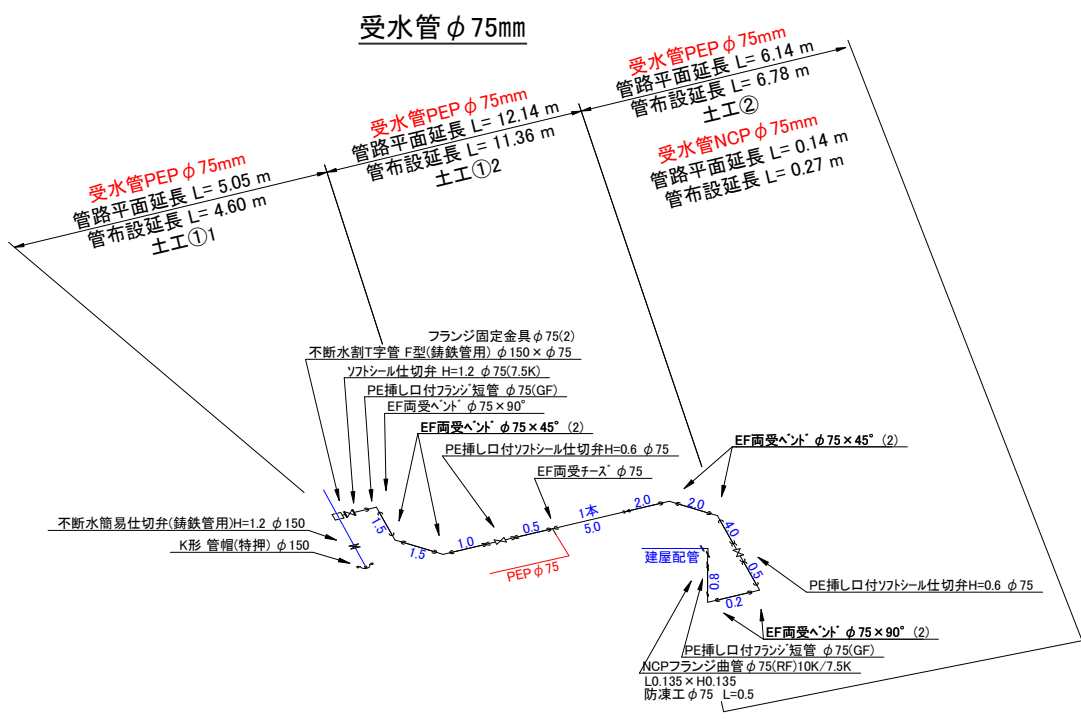 受水管φ75mm
受水管PEPφ75mm
管路平面延長 L= 5.05 m
管布設延長 L= 4.60 m
土工①1
受水管PEPφ75mm
管路平面延長 L= 12.14 m
管布設延長 L= 11.36 m
土工①2
受水管PEPφ75mm
管路平面延長 L= 6.14 m
管布設延長 L= 6.78 m
土工②
受水管NCPφ75mm
管路平面延長 L= 0.14 m
管布設延長 L= 0.27 m
フランジ固定金具φ75(2)
不断水割T字管 F型(鋳鉄管用) φ150×φ75
ソフトシール仕切弁 H=1.2 φ75(7.5K)
PE挿し口付フランジ短管 φ75(GF)
EF両受ベンド φ75×90°
EF両受ベンド φ75×45° (2)
PE挿し口付ソフトシール仕切弁H=0.6 φ75
EF両受チーズ φ75
EF両受ベンド φ75×45° (2)
不断水簡易仕切弁(鋳鉄管用)H=1.2 φ150
K形 管帽(特押) φ150
1.5
1.5
1.0
0.5
1本
5.0
2.0
2.0
4.0
0.5
0.2
0.8
PEPφ75
建屋配管
PE挿し口付ソフトシール仕切弁H=0.6 φ75
EF両受ベンド φ75×90° (2)
PE挿し口付フランジ短管 φ75(GF)
NCPフランジ曲管φ75(RF)10K/7.5K
L0.135×H0.135
防凍工φ75 L=0.5